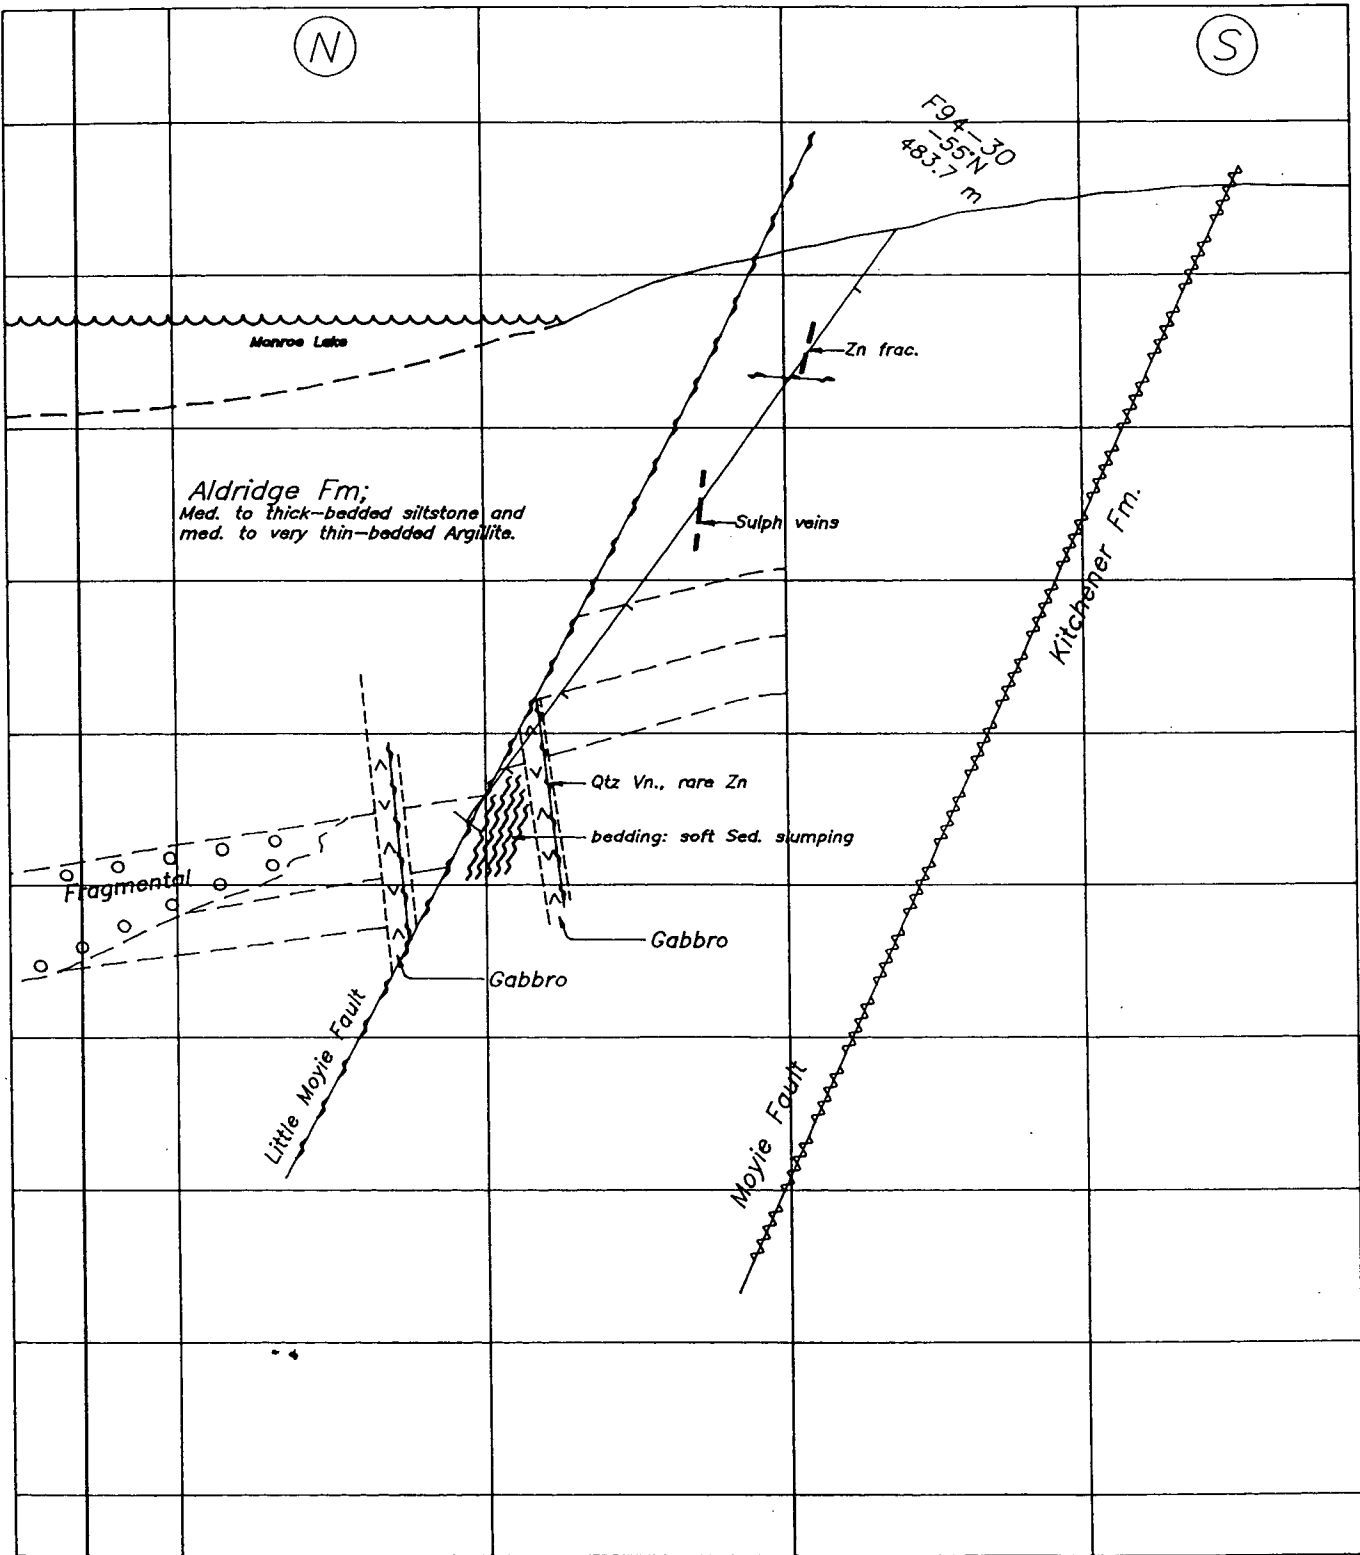 N
S
F94-30
-55°N
483.7 m
Monroe Lake
Zn frac.
Aldridge Fm;
Med. to thick-bedded siltstone and
med. to very thin-bedded Argillite.
Sulph veins
Kitchener Fm.
Qtz Vn., rare Zn
bedding: soft Sed. slumping
Fragmental
Gabbro
Gabbro
Little Moyie Fault
Moyie Fault